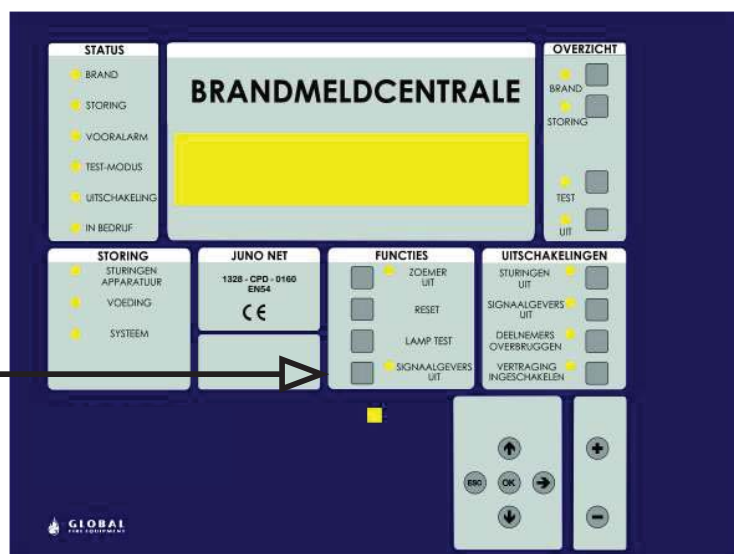 STATUS
BRAND
STORING
VOORALARM
TEST-MODUS
UITSCHAKELING
IN BEDRIJF
BRANDMELDCENTRALE
OVERZICHT
BRAND
STORING
TEST
UIT
STORING
STURINGEN
APPARATUUR
VOEDING
SYSTEEM
JUNO NET
1328 - CPD - 0160
EN54
CE
FUNCTIES
ZOEMER
UIT
RESET
LAMP TEST
SIGNAALGEVERS
UIT
UITSCHAKELINGEN
STURINGEN
UIT
SIGNAALGEVERS
UIT
DEELNEMERS
OVERBRUGGEN
VERTRAGING
INGESCHAKELEN
ESC
OK
+
−
GLOBAL
FIRE EQUIPMENT